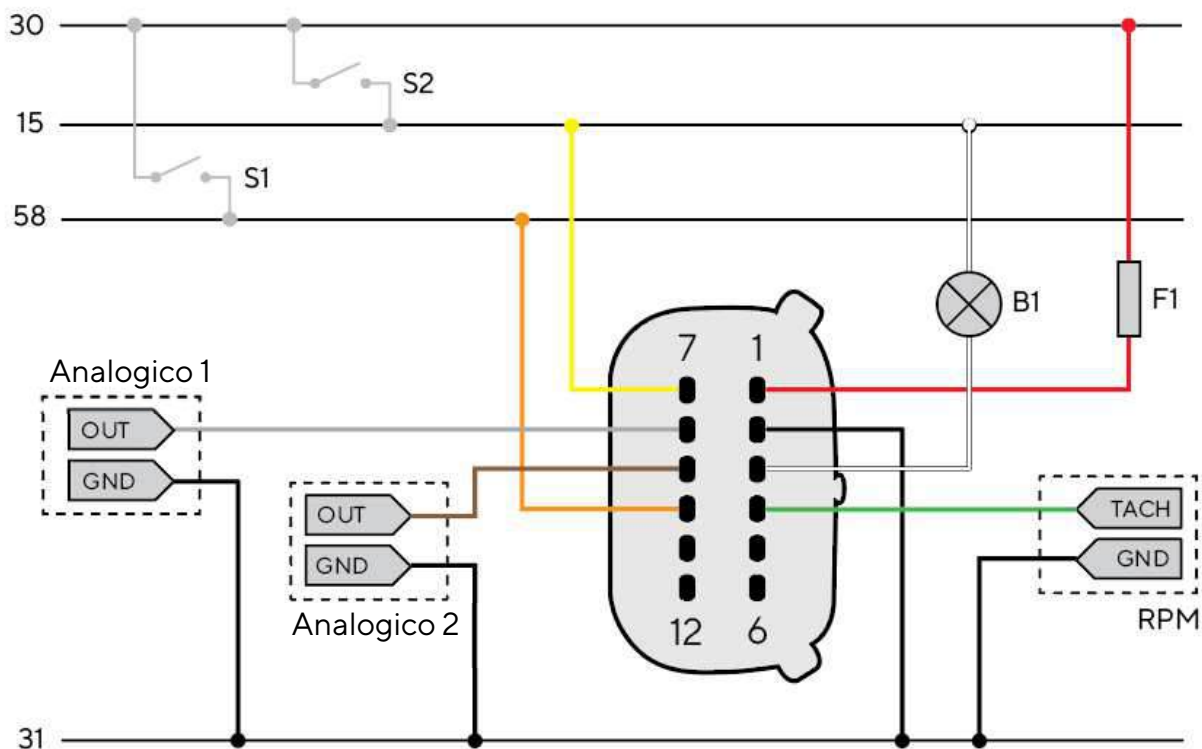 30
S2
15
S1
58
B1
F1
7 1
Analogico 1
OUT
GND
OUT
GND
Analogico 2
TACH
GND
RPM
12 6
31